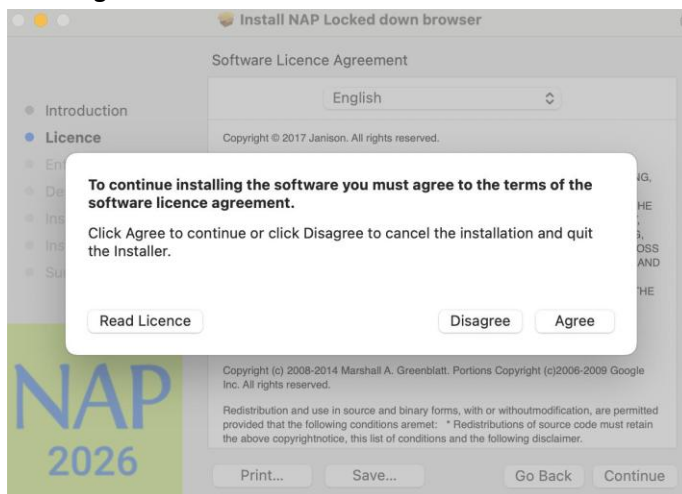 Install NAP Locked down browser
Software Licence Agreement
English
Introduction
Licence
Copyright © 2017 Janison. All rights reserved.
To continue installing the software you must agree to the terms of the
software licence agreement.
Click Agree to continue or click Disagree to cancel the installation and quit
the Installer.
Read Licence
Disagree
Agree
Copyright (c) 2008-2014 Marshall A. Greenblatt. Portions Copyright (c)2006-2009 Google
Inc. All rights reserved.
Redistribution and use in source and binary forms, with or withoutmodification, are permitted
provided that the following conditions aremet: * Redistributions of source code must retain
the above copyrightnotice, this list of conditions and the following disclaimer.
NAP
2026
Print...
Save...
Go Back
Continue